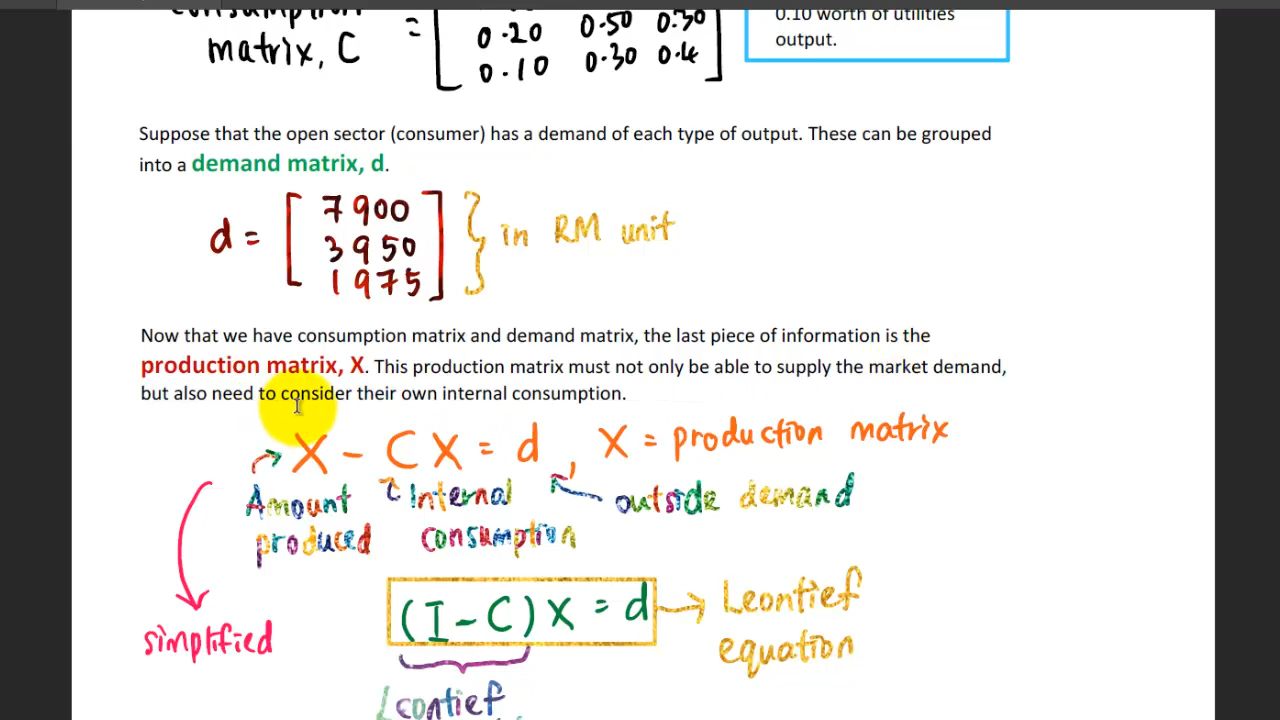 matrix, C = [0.20 0.50 0.30
0.10 0.30 0.4]
0.10 worth of utilities
output.
Suppose that the open sector (consumer) has a demand of each type of output. These can be grouped
into a demand matrix, d.
d = [7900
3950
1975] } in RM unit
Now that we have consumption matrix and demand matrix, the last piece of information is the
production matrix, X. This production matrix must not only be able to supply the market demand,
but also need to consider their own internal consumption.
X - CX = d, X = production matrix
Amount produced
Internal consumption
outside demand
simplified
(I - C) X = d → Leontief
equation
Leontief